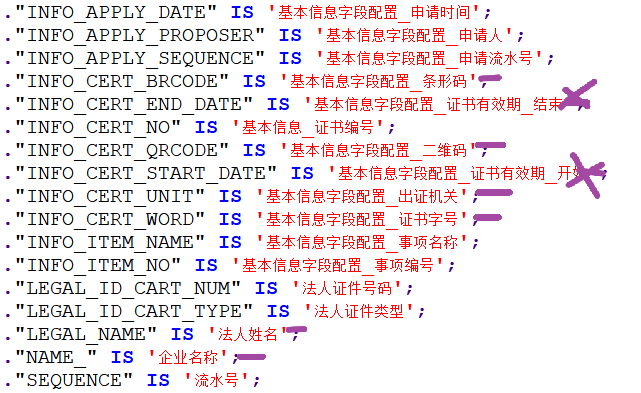 ."INFO_APPLY_DATE" IS '基本信息字段配置_申请时间';
."INFO_APPLY_PROPOSER" IS '基本信息字段配置_申请人';
."INFO_APPLY_SEQUENCE" IS '基本信息字段配置_申请流水号';
."INFO_CERT_BRCODE" IS '基本信息字段配置_条形码';
."INFO_CERT_END_DATE" IS '基本信息字段配置_证书有效期_结束';
."INFO_CERT_NO" IS '基本信息_证书编号';
."INFO_CERT_QRCODE" IS '基本信息字段配置_二维码';
."INFO_CERT_START_DATE" IS '基本信息字段配置_证书有效期_开始';
."INFO_CERT_UNIT" IS '基本信息字段配置_出证机关';
."INFO_CERT_WORD" IS '基本信息字段配置_证书字号';
."INFO_ITEM_NAME" IS '基本信息字段配置_事项名称';
."INFO_ITEM_NO" IS '基本信息字段配置_事项编号';
."LEGAL_ID_CART_NUM" IS '法人证件号码';
."LEGAL_ID_CART_TYPE" IS '法人证件类型';
."LEGAL_NAME" IS '法人姓名';
."NAME_" IS '企业名称';
."SEQUENCE" IS '流水号';